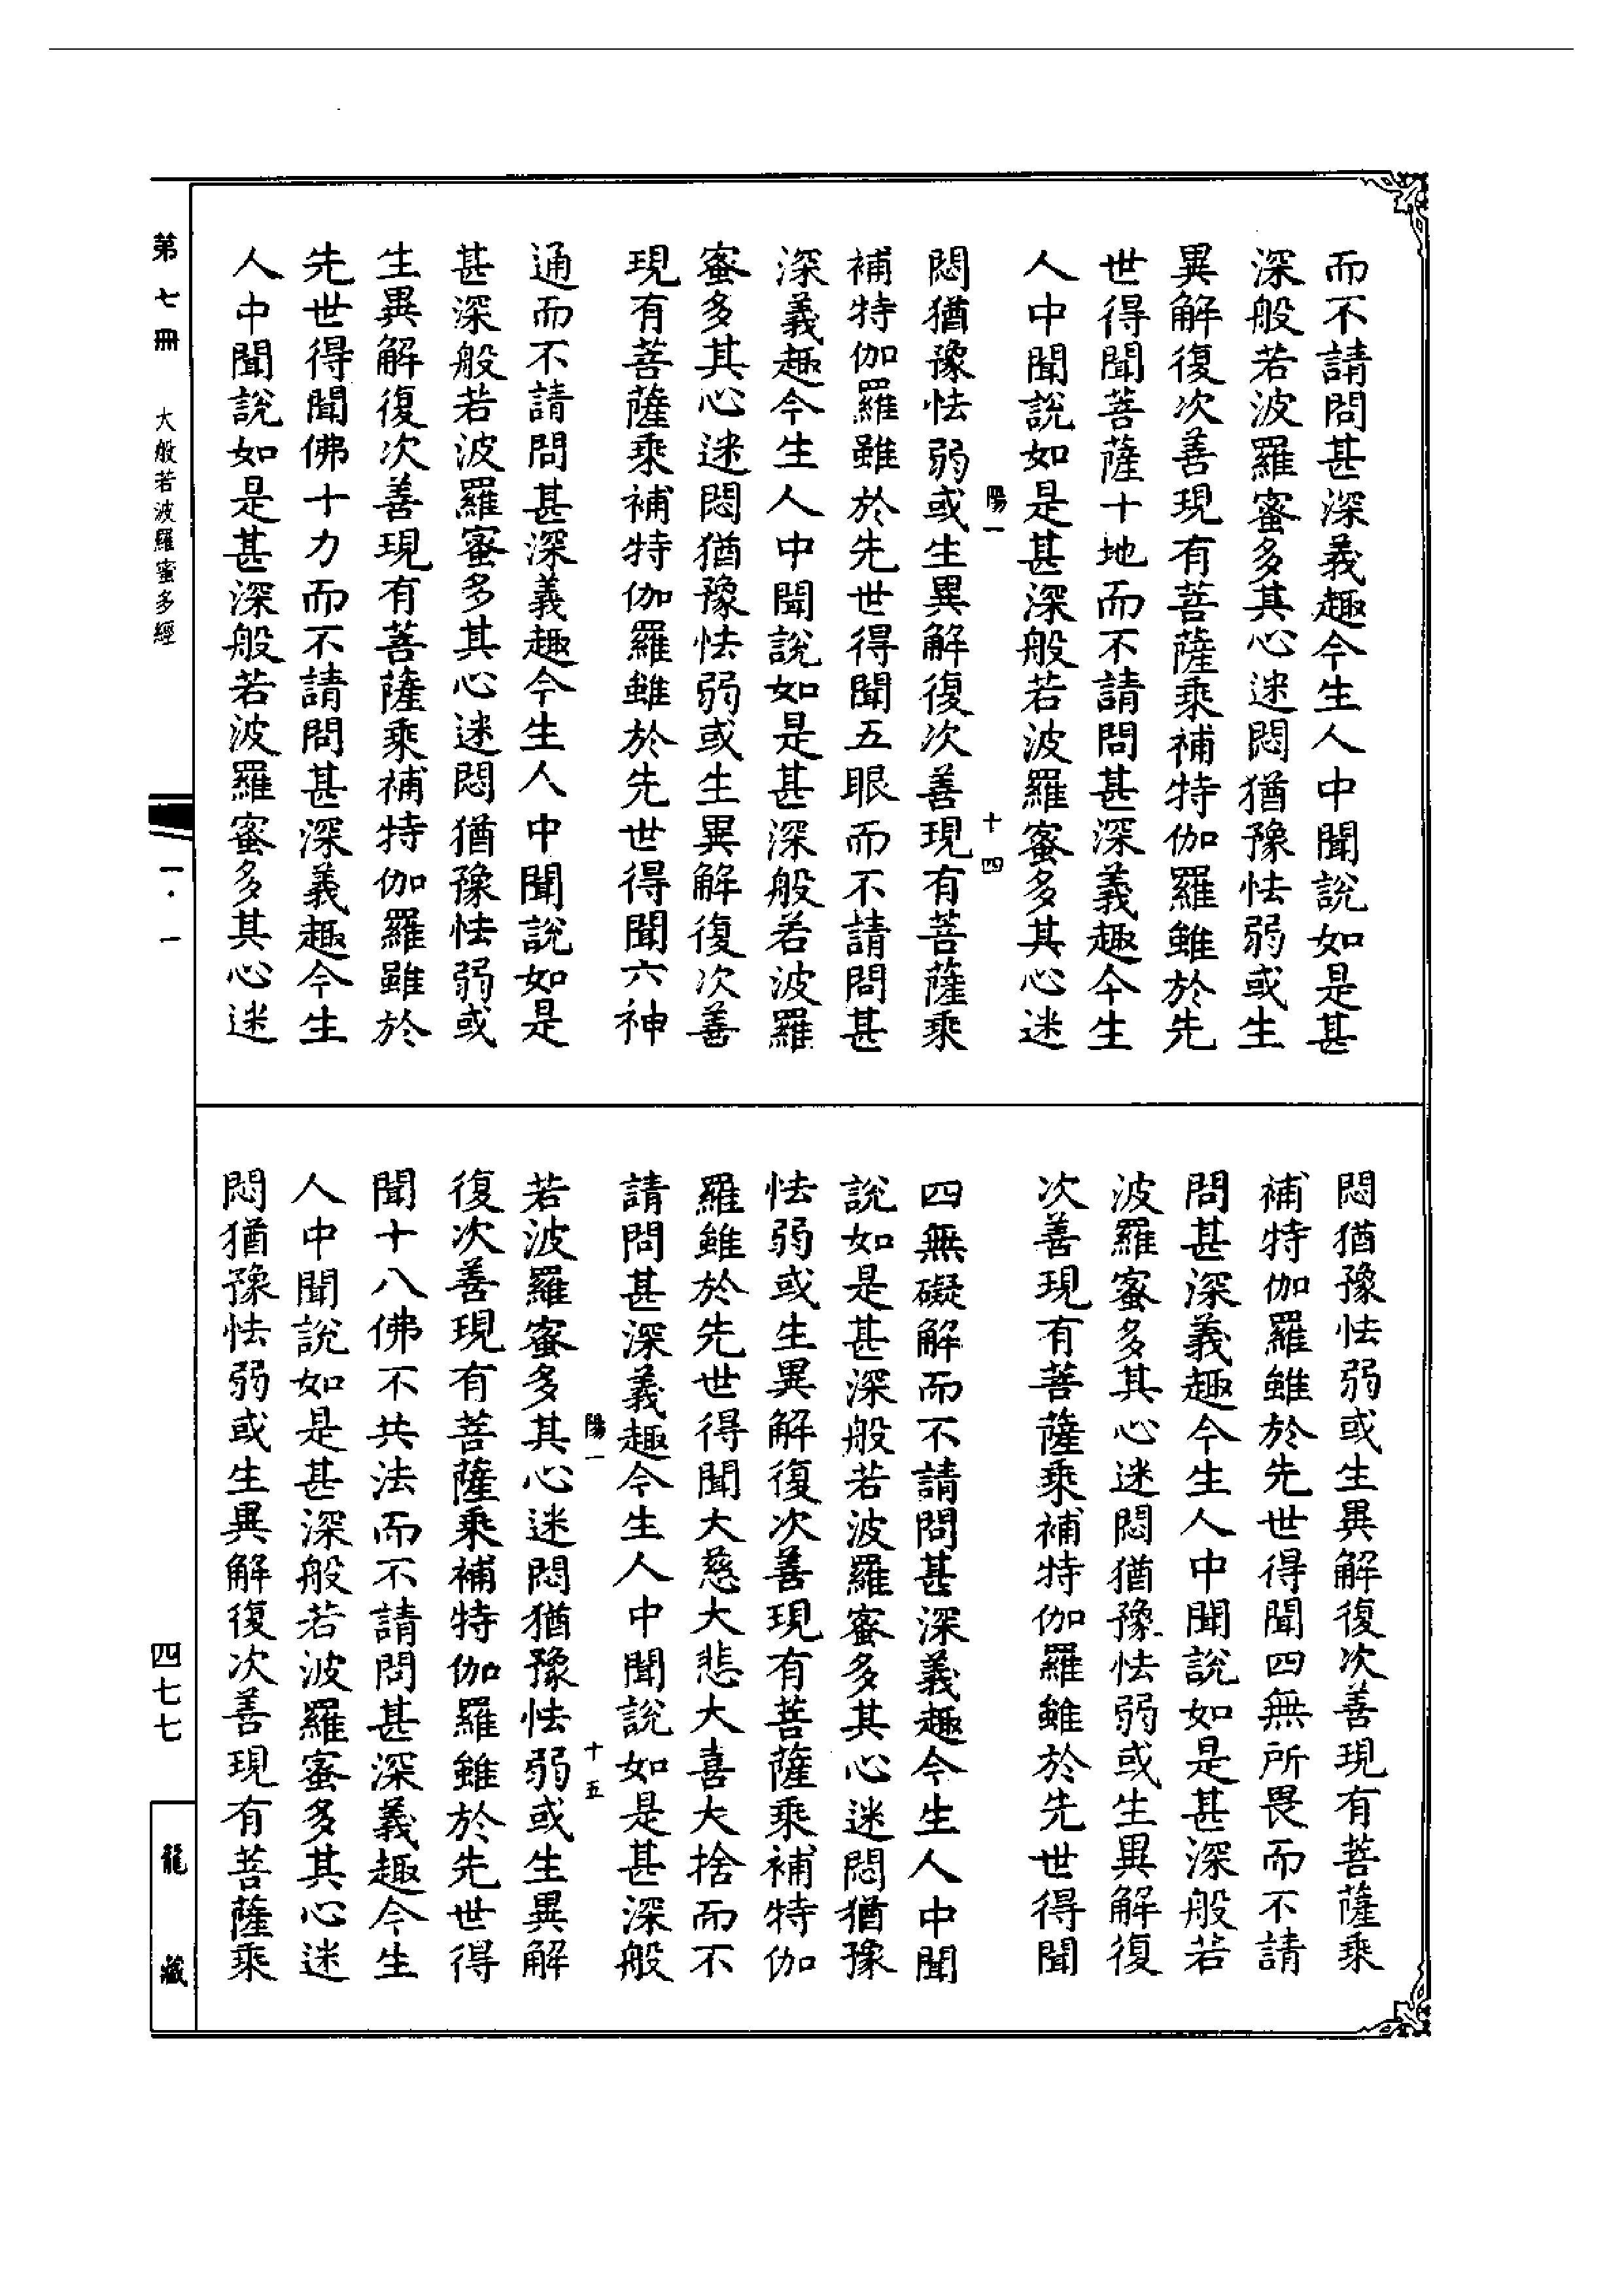 而不請問甚深義趣今生人中聞說如是甚
深般若波羅蜜多其心迷悶猶豫怯弱或生
異解復次善現有菩薩乘補特伽羅雖於先
世得聞菩薩十地而不請問甚深義趣今生
人中聞說如是甚深般若波羅蜜多其心迷
陽一 十四
悶猶豫怯弱或生異解復次善現有菩薩乘
補特伽羅雖於先世得聞五眼而不請問甚
深義趣今生人中聞說如是甚深般若波羅
蜜多其心迷悶猶豫怯弱或生異解復次善
現有菩薩乘補特伽羅雖於先世得聞六神
通而不請問甚深義趣今生人中聞說如是
甚深般若波羅蜜多其心迷悶猶豫怯弱或
生異解復次善現有菩薩乘補特伽羅雖於
先世得聞佛十力而不請問甚深義趣今生
人中聞說如是甚深般若波羅蜜多其心迷
悶猶豫怯弱或生異解復次善現有菩薩乘
補特伽羅雖於先世得聞四無所畏而不請
問甚深義趣今生人中聞說如是甚深般若
波羅蜜多其心迷悶猶豫怯弱或生異解復
次善現有菩薩乘補特伽羅雖於先世得聞
四無礙解而不請問甚深義趣今生人中聞
說如是甚深般若波羅蜜多其心迷悶猶豫
怯弱或生異解復次善現有菩薩乘補特伽
羅雖於先世得聞大慈大悲大喜大捨而不
請問甚深義趣今生人中聞說如是甚深般
陽一 十五
若波羅蜜多其心迷悶猶豫怯弱或生異解
復次善現有菩薩乘補特伽羅雖於先世得
聞十八佛不共法而不請問甚深義趣今生
人中聞說如是甚深般若波羅蜜多其心迷
悶猶豫怯弱或生異解復次善現有菩薩乘
第七冊 大般若波羅蜜多經 一·一 四七七 龍藏